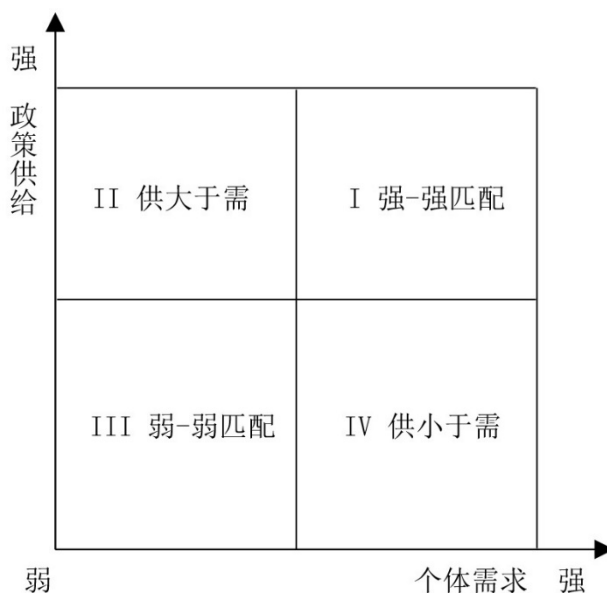 强
政策供给
II 供大于需
I 强-强匹配
III 弱-弱匹配
IV 供小于需
弱
个体需求
强